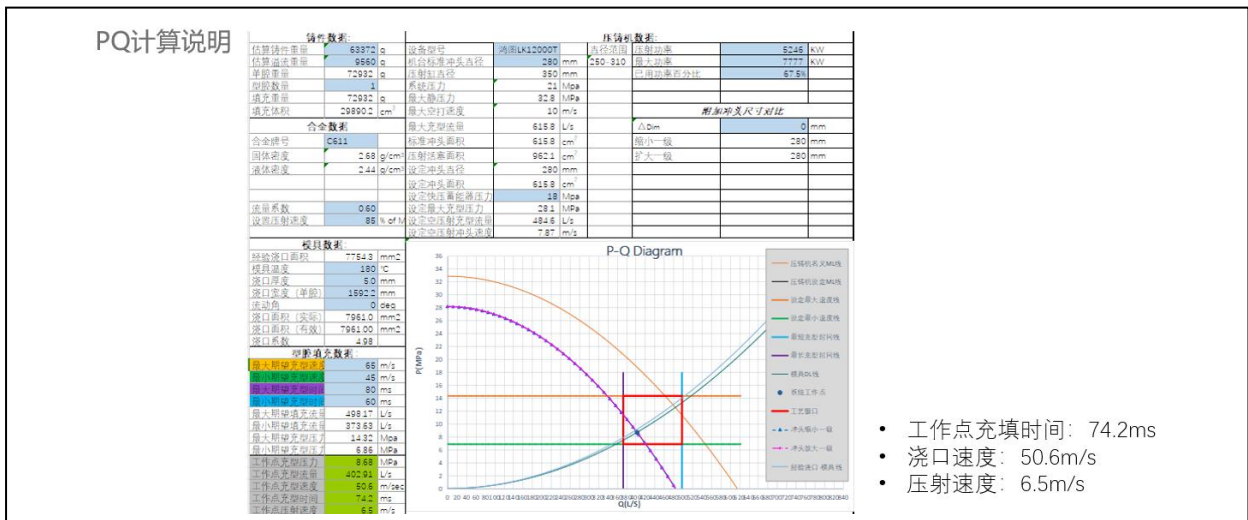 PQ计算说明
铸件数据:
压铸机数据:
估算铸件重量 63372 g 设备型号 鸿图LK12000T 直径范围 压射功率 5246 KW
估算溢流重量 9560 g 机台标准冲头直径 280 mm 250-310 最大功率 7777 KW
单腔重量 72932 g 压射缸直径 350 mm 已用功率百分比 67.5%
型腔数量 1 系统压力 21 Mpa
填充重量 72932 g 最大静压力 32.8 MPa
填充体积 29890.2 cm³ 最大空打速度 10 m/s 附加冲头尺寸对比
合金数据 最大充型流量 615.8 L/s △Dim 0 mm
合金牌号 C611 标准冲头面积 615.8 cm² 缩小一级 280 mm
固体密度 2.68 g/cm³ 压射活塞面积 962.1 cm² 扩大一级 280 mm
液体密度 2.44 g/cm³ 设定冲头直径 280 mm
设定冲头面积 615.8 cm²
设定快压蓄能器压力 18 Mpa
流量系数 0.60 设定最大充型压力 28.1 Mpa
设置压射速度 85 % of M 设定空压射充型流量 484.6 L/s
设定空压射冲头速度 7.87 m/s
模具数据:
经验浇口面积 7754.3 mm2
模具温度 180 ℃
浇口厚度 5.0 mm
浇口宽度（单腔） 1592.2 mm
流动角 0 deg
浇口面积（实际） 7961.0 mm2
浇口面积（有效） 7961.00 mm2
浇口系数 4.98
型腔填充数据:
最大期望充型速度 65 m/s
最小期望充型速度 45 m/s
最大期望充型时间 80 ms
最小期望充型时间 60 ms
最大期望填充流量 498.17 L/s
最小期望填充流量 373.63 L/s
最大期望充型压力 14.32 Mpa
最小期望充型压力 6.86 MPa
工作点充型压力 8.68 MPa
工作点充型流量 402.91 L/s
工作点充型速度 50.6 m/sec
工作点充型时间 74.2 ms
工作点压射速度 6.5 m/s
P-Q Diagram
P(MPa)
36
34
32
30
28
26
24
22
20
18
16
14
12
10
8
6
4
2
0
0 20 40 60 80
Q(L/S)
压铸机名义ML线
压铸机设定ML线
设定最大速度线
设定最小速度线
最短充型时间线
最长充型时间线
模具DL线
系统工作点
工艺窗口
冲头缩小一级
冲头放大一级
经验浇口 模具线
• 工作点充填时间：74.2ms
• 浇口速度：50.6m/s
• 压射速度：6.5m/s